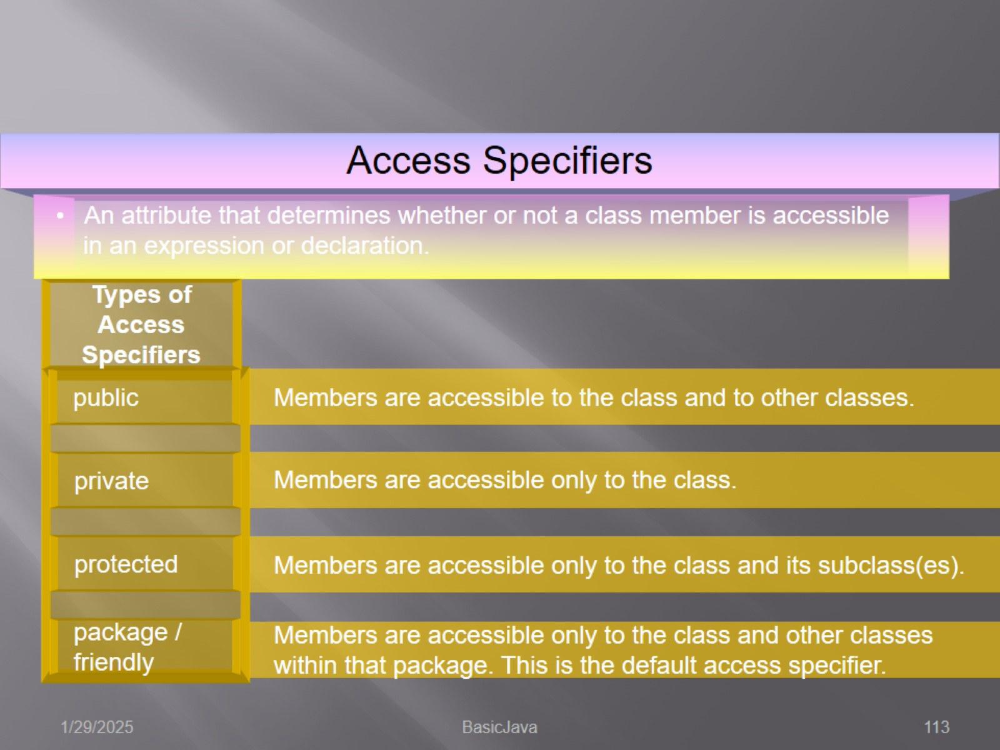 Access Specifiers
• An attribute that determines whether or not a class member is accessible
in an expression or declaration.
Types of
Access
Specifiers
public
Members are accessible to the class and to other classes.
private
Members are accessible only to the class.
protected
Members are accessible only to the class and its subclass(es).
package /
friendly
Members are accessible only to the class and other classes
within that package. This is the default access specifier.
1/29/2025
BasicJava
113